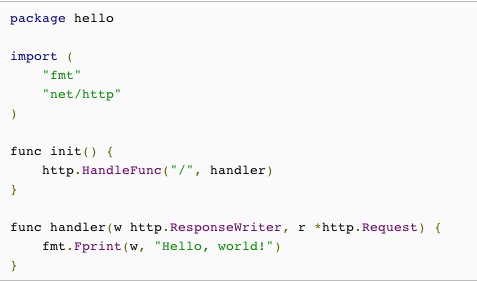 package hello

import (
    "fmt"
    "net/http"
)

func init() {
    http.HandleFunc("/", handler)
}

func handler(w http.ResponseWriter, r *http.Request) {
    fmt.Fprint(w, "Hello, world!")
}